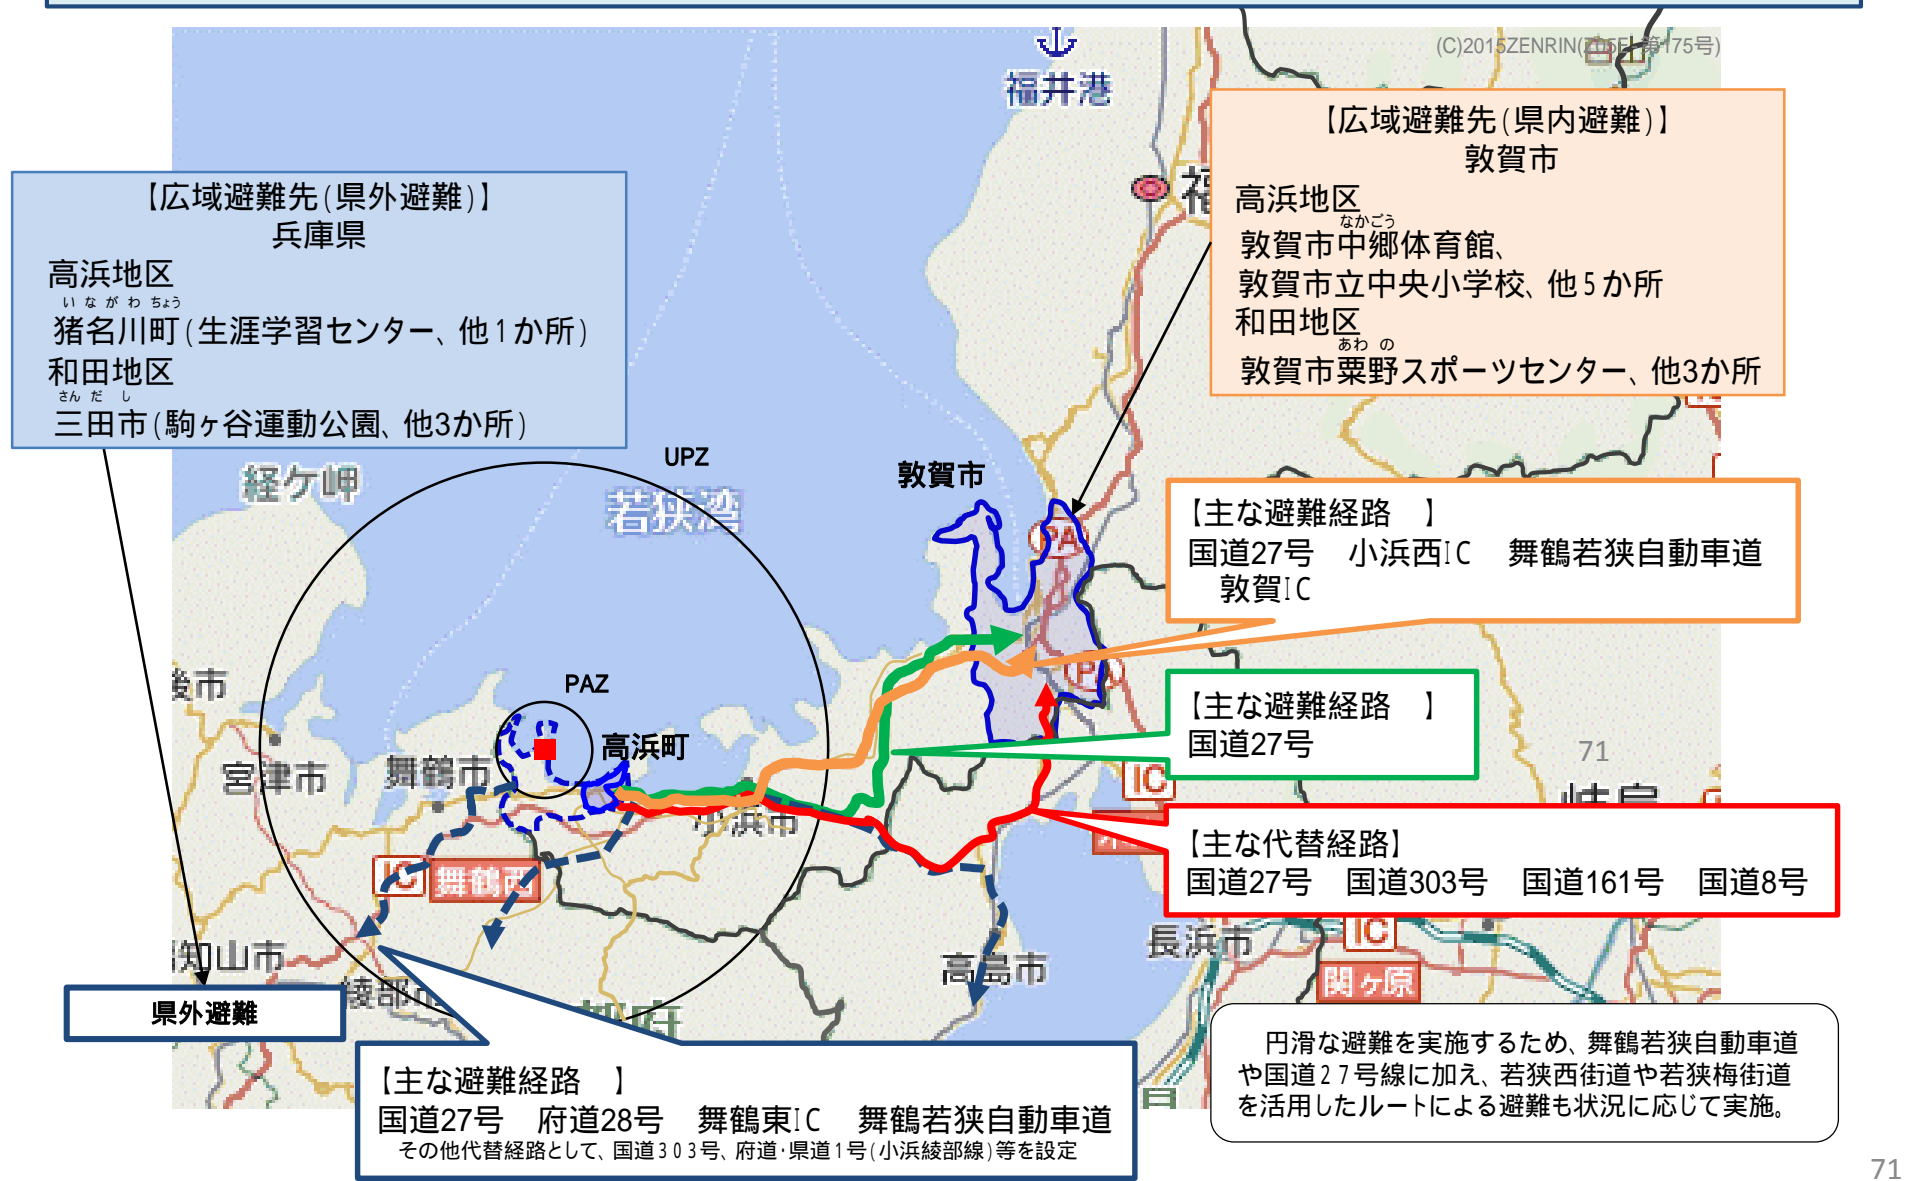 (C)2015ZENRIN(Z05E-第175号)
白山
福井港
【広域避難先(県内避難)】
敦賀市
高浜地区
なかごう
敦賀市中郷体育館、
敦賀市立中央小学校、他5か所
和田地区
あわ の
敦賀市粟野スポーツセンター、他3か所
【広域避難先(県外避難)】
兵庫県
高浜地区
いながわちょう
猪名川町(生涯学習センター、他1か所)
和田地区
さんだ し
三田市(駒ヶ谷運動公園、他3か所)
UPZ
敦賀市
経ケ岬
若狭湾
PA
【主な避難経路　】
国道27号　小浜西IC　舞鶴若狭自動車道
敦賀IC
PAZ
高浜町
【主な避難経路　】
国道27号
71
宮津市
舞鶴市
小浜市
IC
岐阜
【主な代替経路】
国道27号　国道303号　国道161号　国道8号
IC
舞鶴西
長浜市
IC
関ヶ原
知山市
綾部市
高島市
県外避難
【主な避難経路　】
国道27号　府道28号　舞鶴東IC　舞鶴若狭自動車道
その他代替経路として、国道303号、府道・県道1号(小浜綾部線)等を設定
円滑な避難を実施するため、舞鶴若狭自動車道
や国道27号線に加え、若狭西街道や若狭梅街道
を活用したルートによる避難も状況に応じて実施。
71